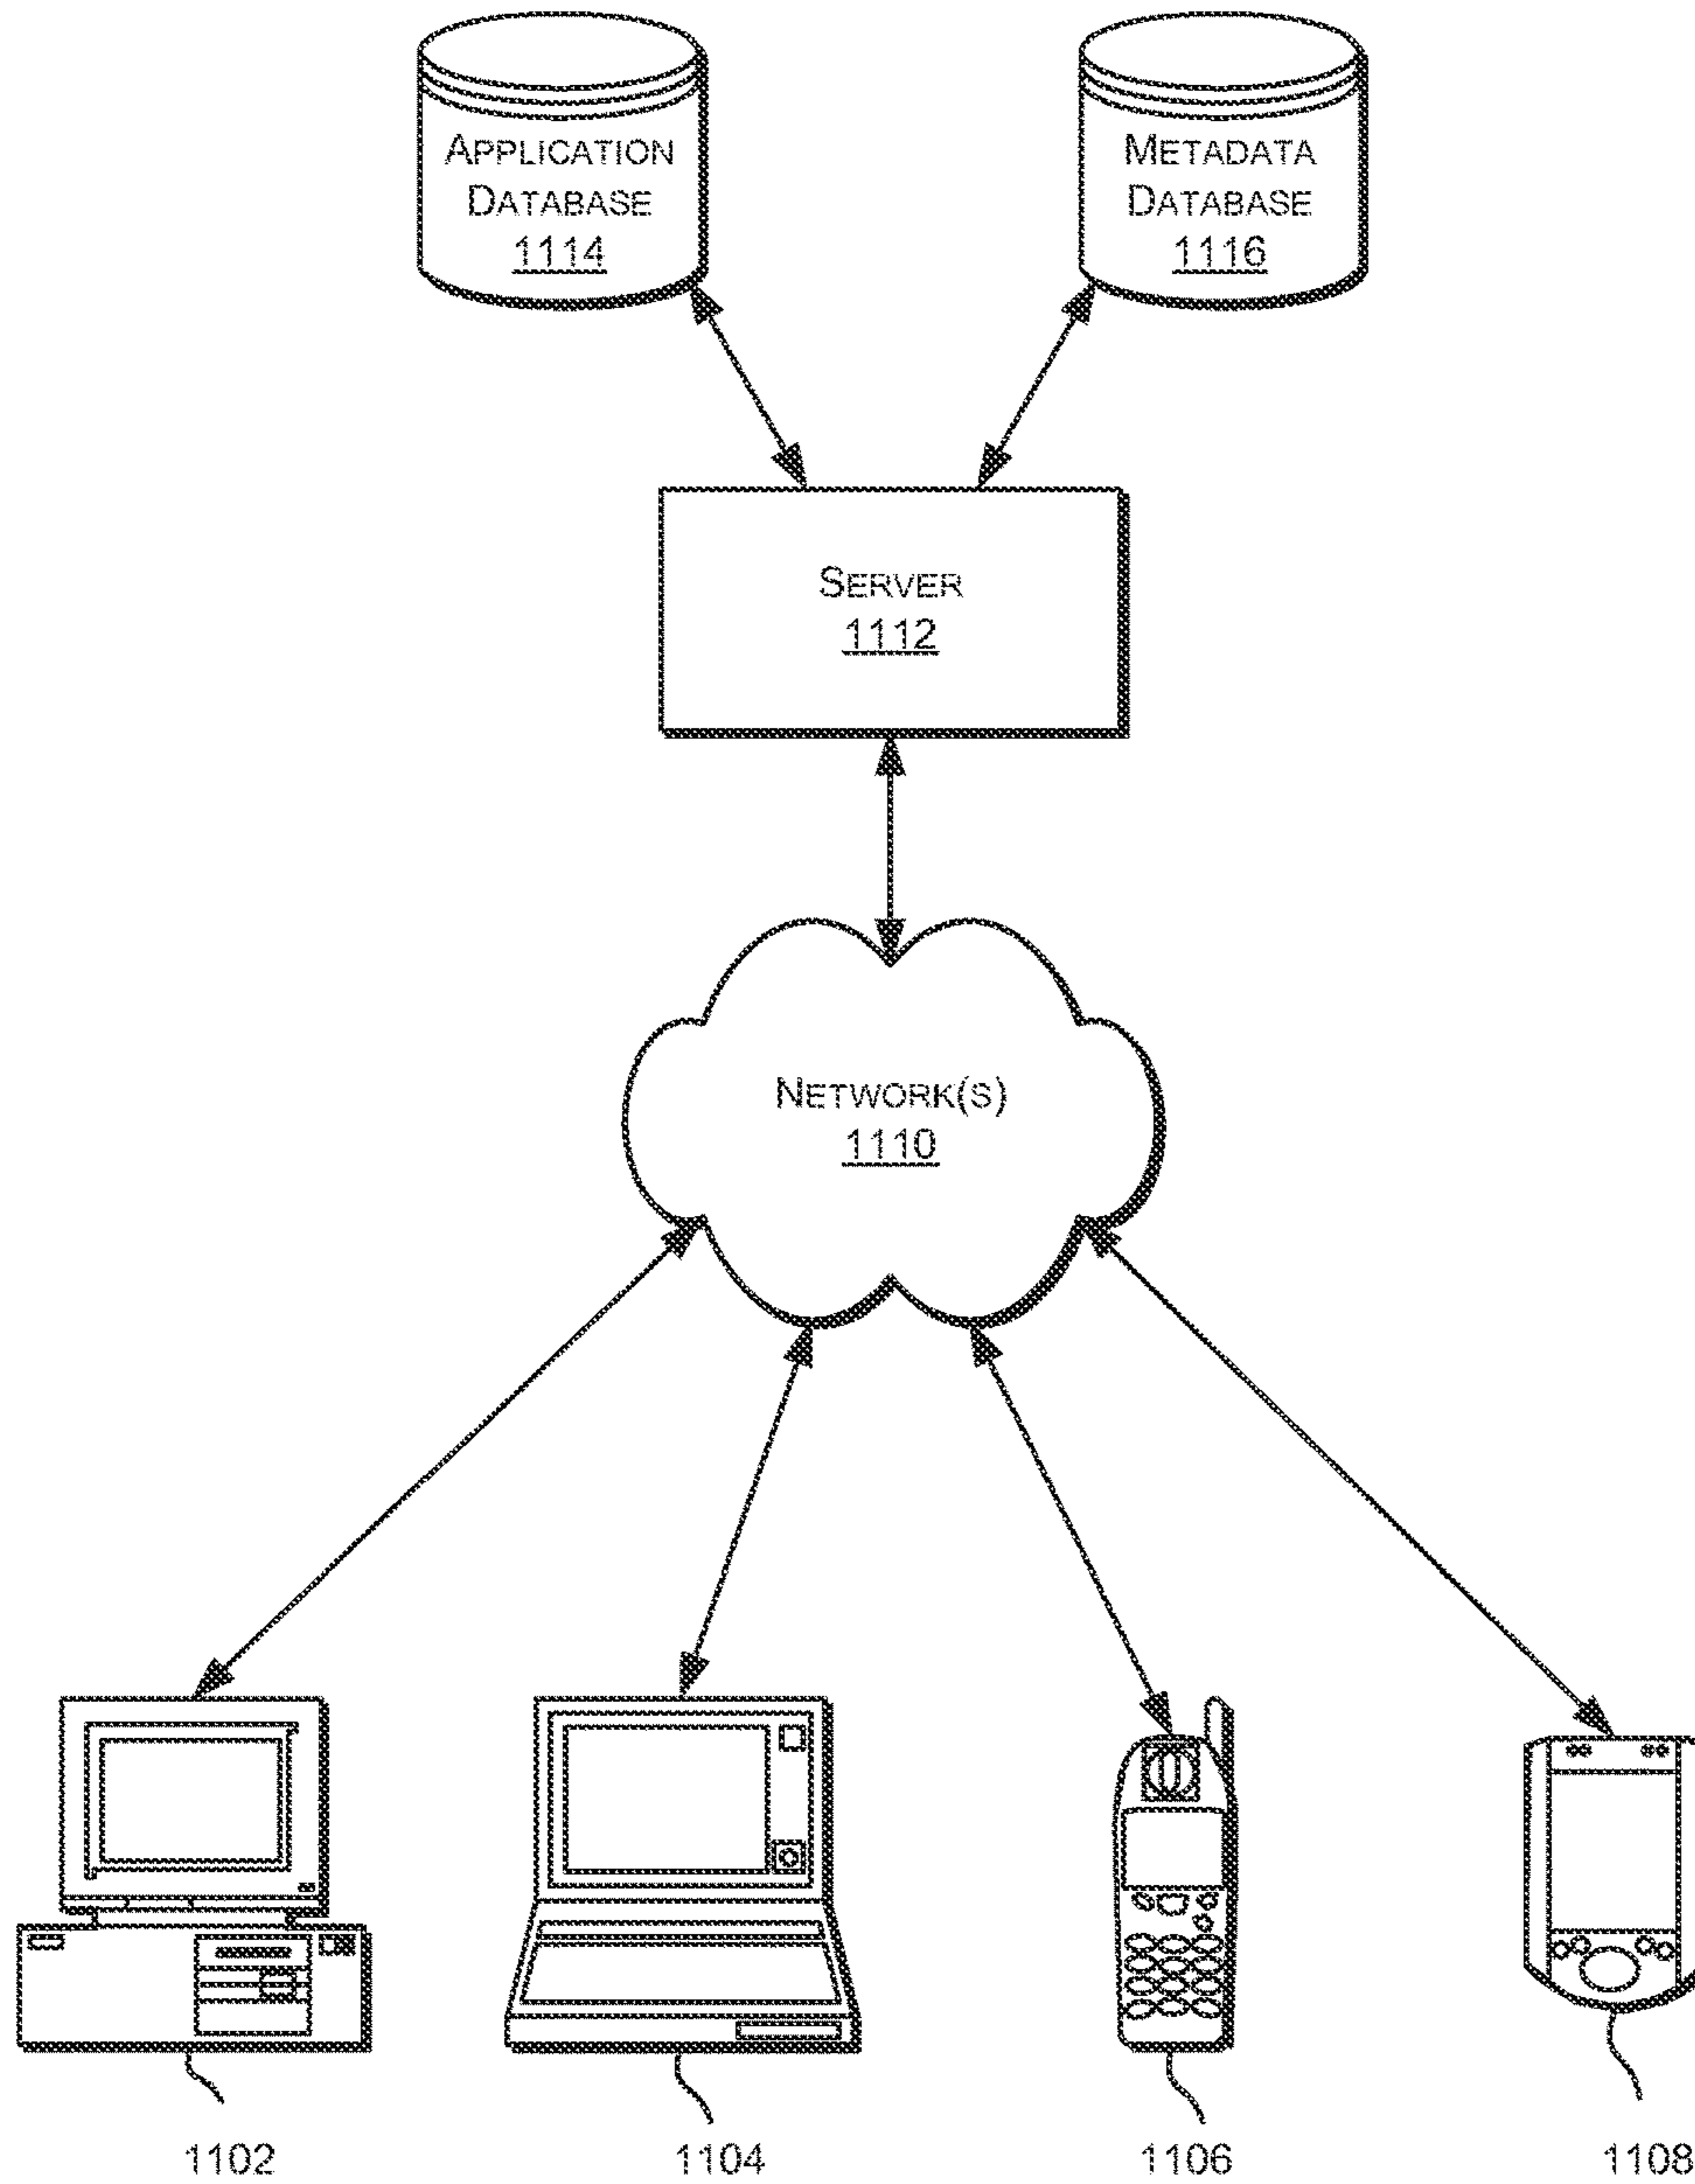 APPLICATION
DATABASE
1114
METADATA
DATABASE
1116
SERVER
1112
NETWORK(S)
1110
1102
1104
1106
1108